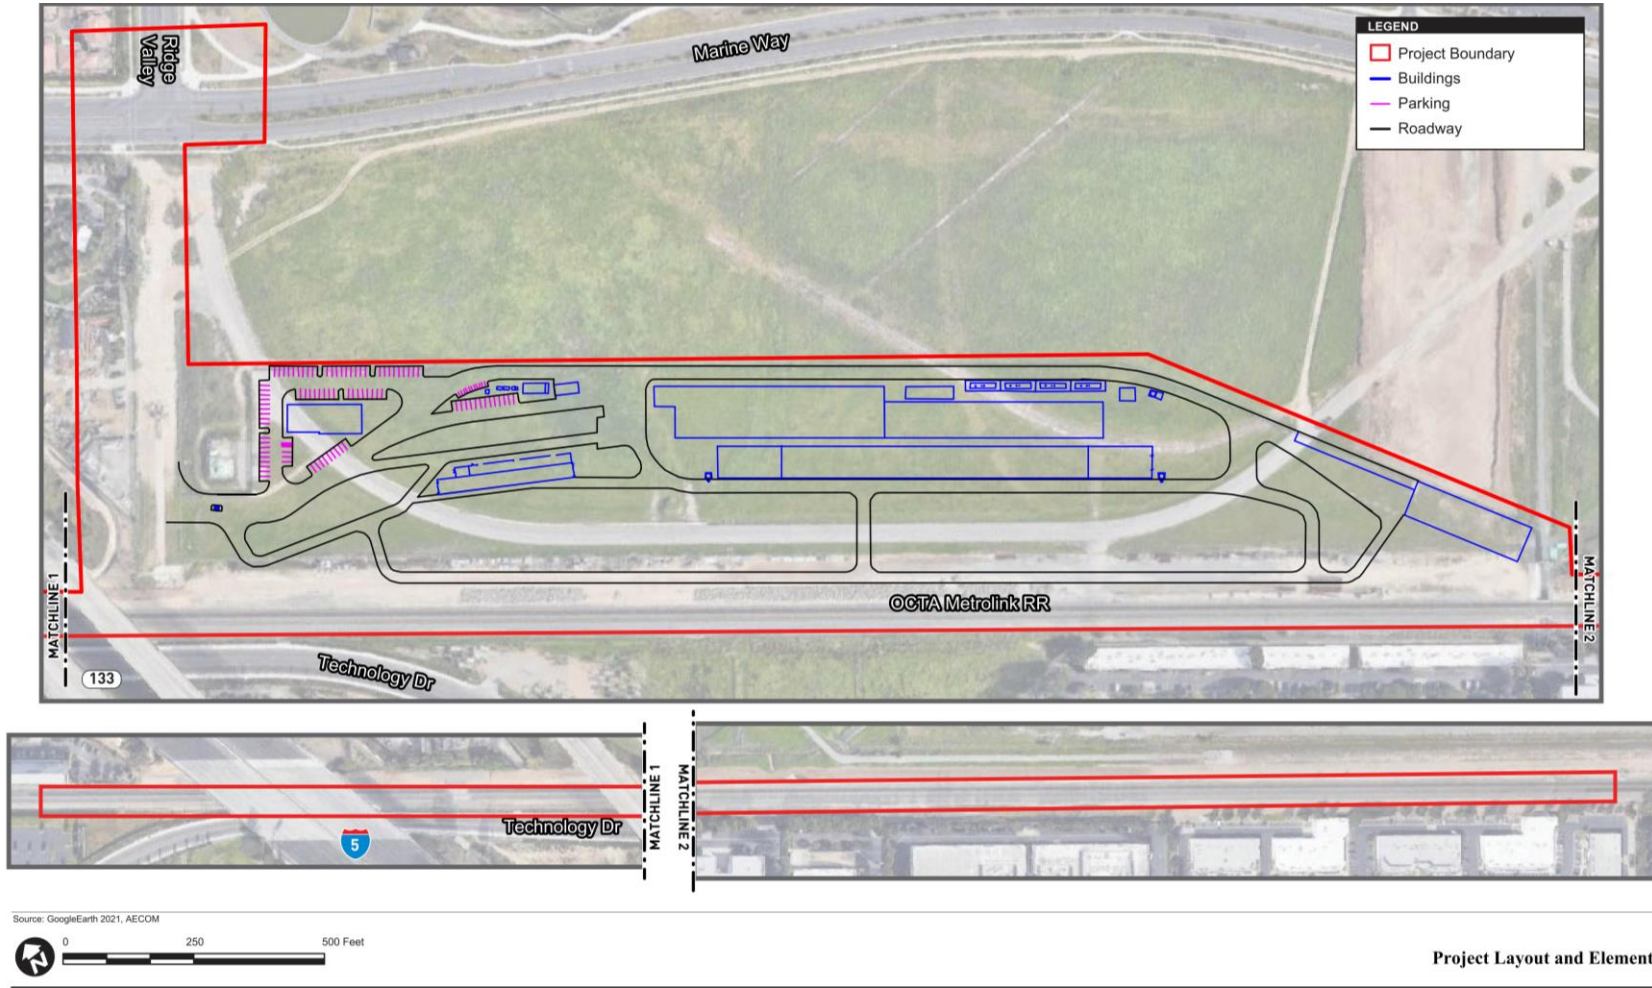 Ridge
Valley
Marine Way
LEGEND
Project Boundary
Buildings
Parking
Roadway
MATCHLINE 1
OCTA Metrolink RR
MATCHLINE 2
Technology Dr
133
MATCHLINE 1
MATCHLINE 2
Technology Dr
5
Source: GoogleEarth 2021, AECOM
0 250 500 Feet
N
Project Layout and Element